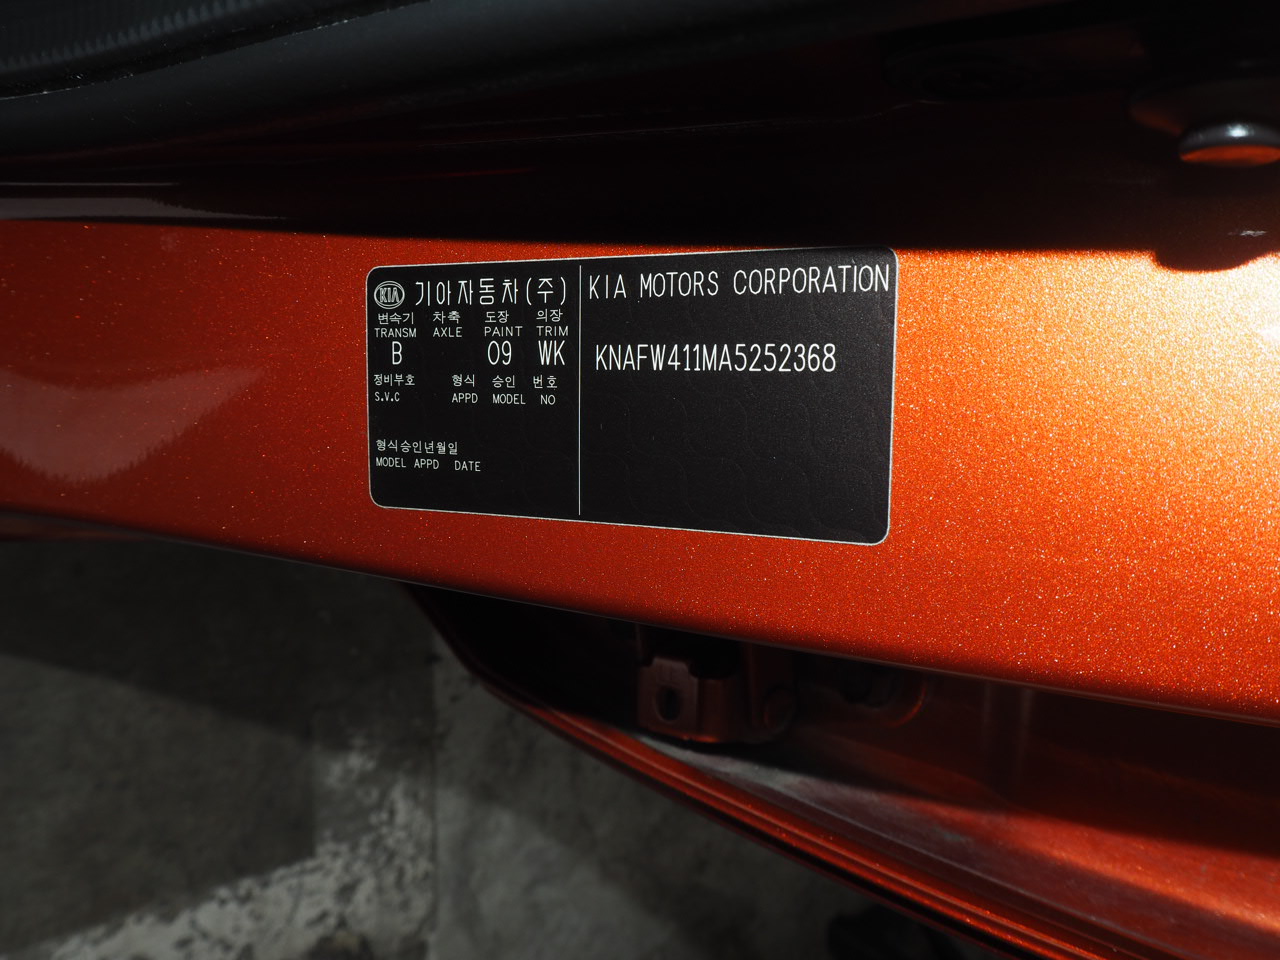 KIA 기아자동차(주)
변속기 차축 도장 의장
TRANSM AXLE PAINT TRIM
B 09 WK
정비부호 형식 승인 번호
S.V.C APPD MODEL NO
형식승인년월일
MODEL APPD DATE
KIA MOTORS CORPORATION
KNAFW411MA5252368